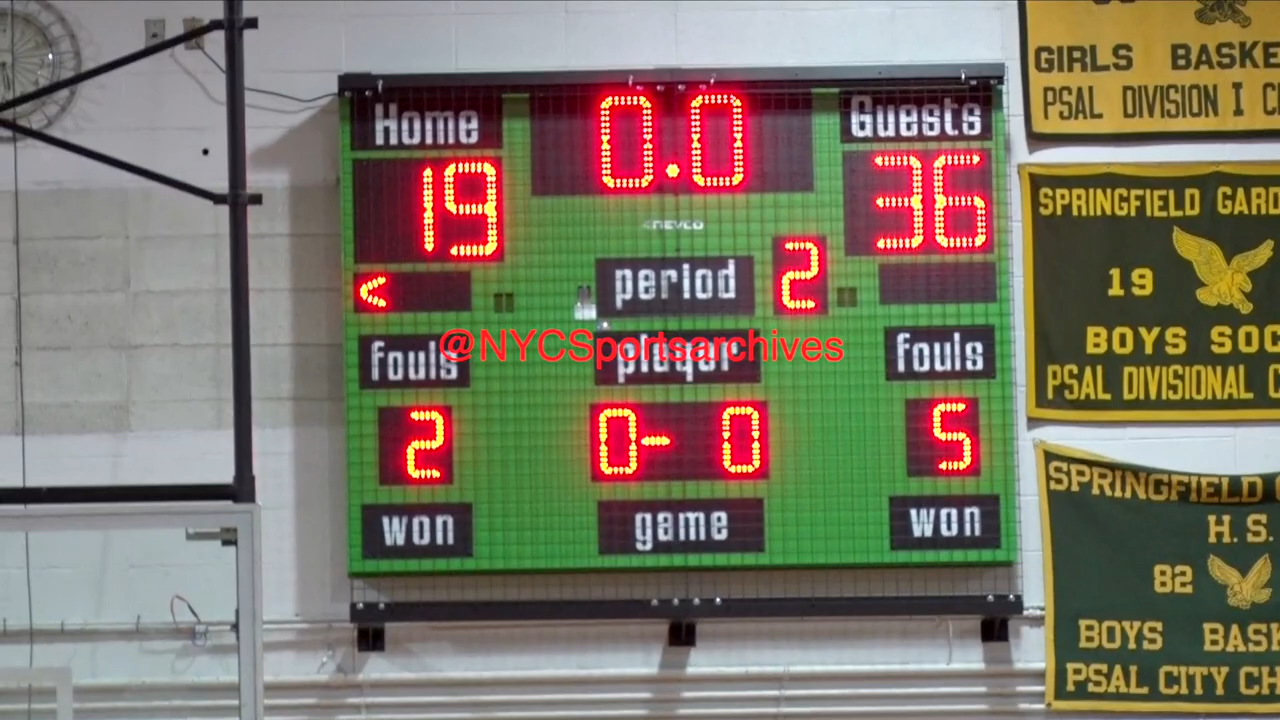 Home
0.0
Guests
19
36
NEVCO
<
period
2
fouls
player
fouls
@NYCSportsarchives
2
0- 0
5
won
game
won
GIRLS BASKE
PSAL DIVISION I C
SPRINGFIELD GARD
19
BOYS SOC
PSAL DIVISIONAL C
SPRINGFIELD
H.S.
82
BOYS BASK
PSAL CITY CH